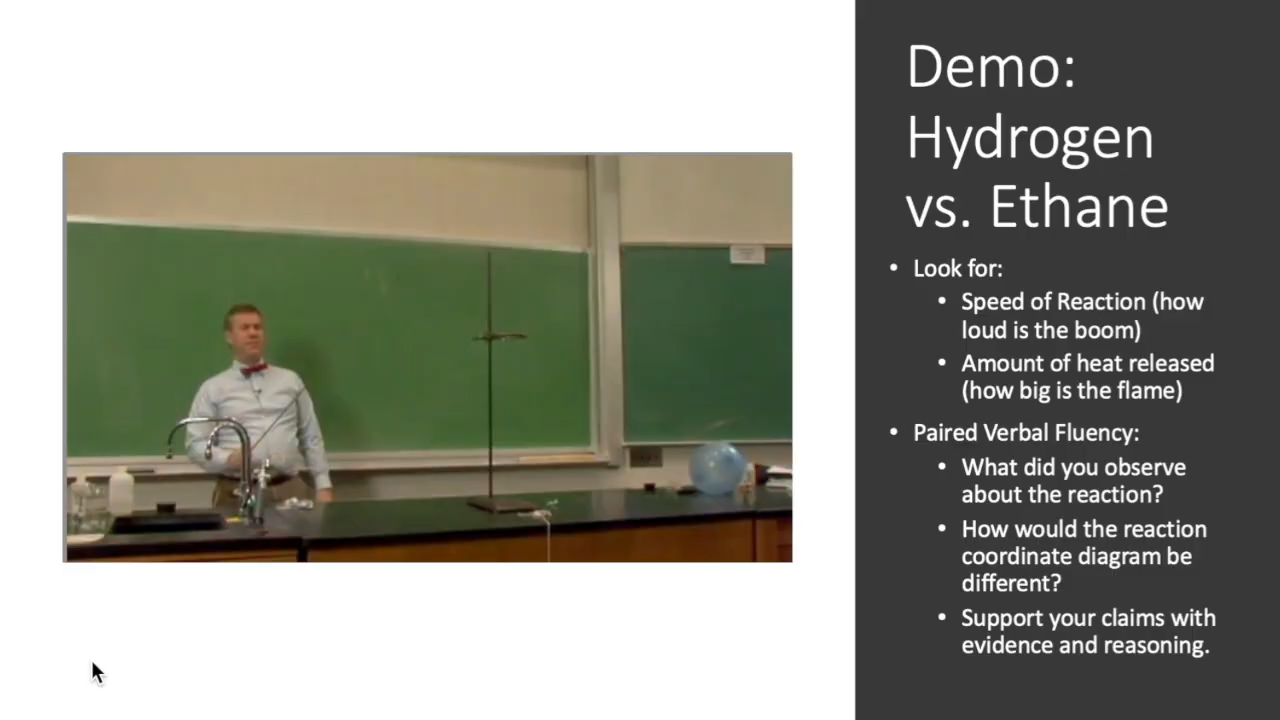 Demo:
Hydrogen
vs. Ethane
• Look for:
• Speed of Reaction (how
loud is the boom)
• Amount of heat released
(how big is the flame)
• Paired Verbal Fluency:
• What did you observe
about the reaction?
• How would the reaction
coordinate diagram be
different?
• Support your claims with
evidence and reasoning.